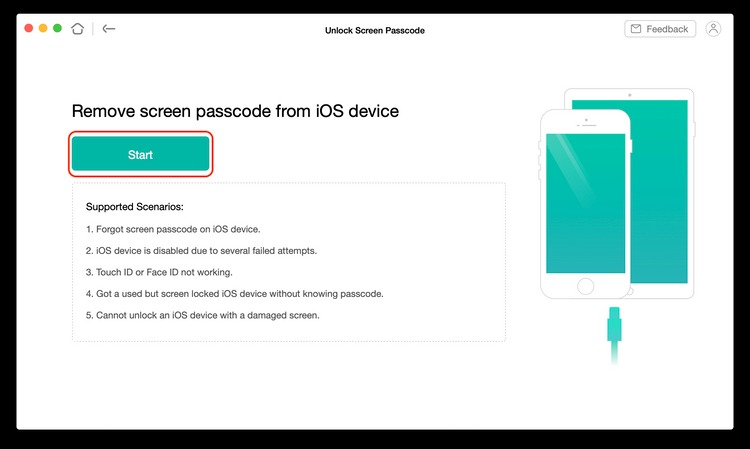 Unlock Screen Passcode
Feedback
Remove screen passcode from iOS device
Start
Supported Scenarios:
1. Forgot screen passcode on iOS device.
2. iOS device is disabled due to several failed attempts.
3. Touch ID or Face ID not working.
4. Got a used but screen locked iOS device without knowing passcode.
5. Cannot unlock an iOS device with a damaged screen.